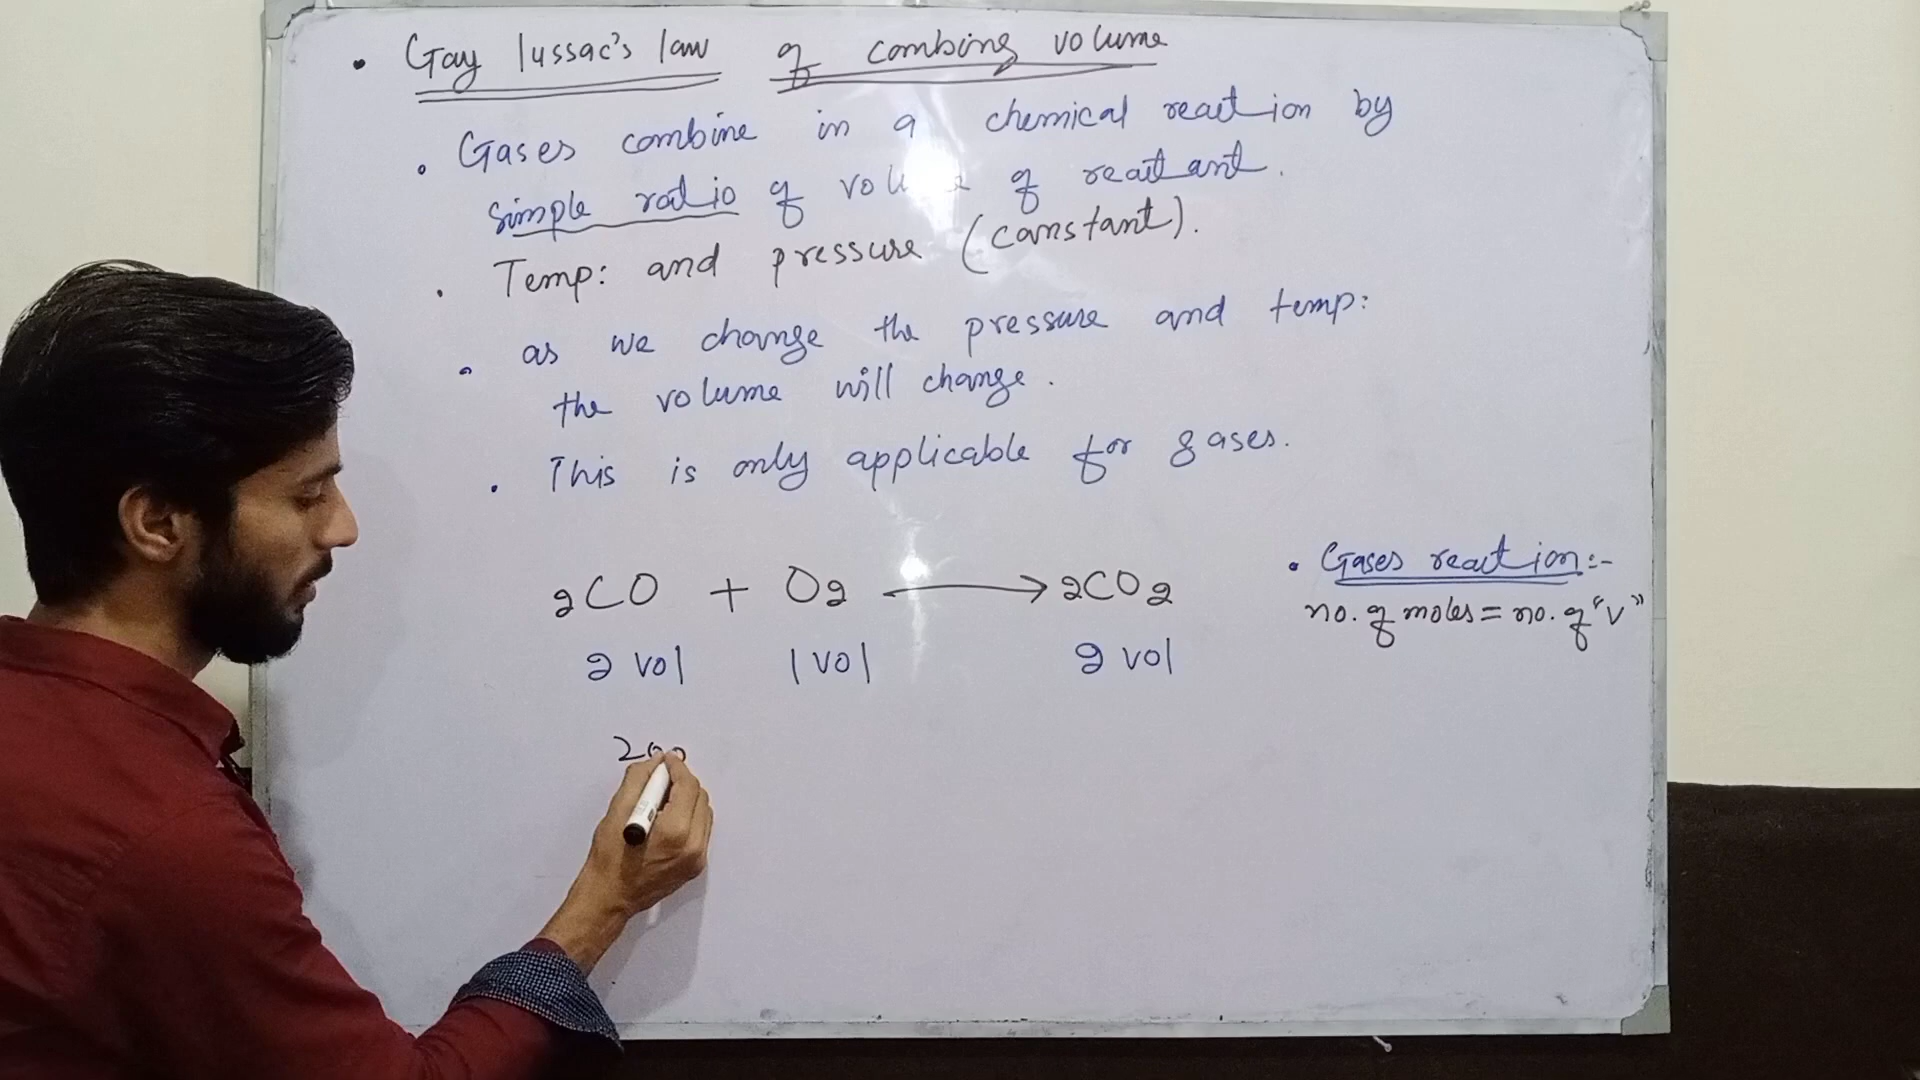 • Gay lussac's law of combing volume
• Gases combine in a chemical reaction by
simple ratio of volume of reactant.
• Temp: and pressure (constant).
• as we change the pressure and temp:
the volume will change.
• This is only applicable for gases.
2CO + O2 → 2CO2
2 vol 1 vol 2 vol
200
• Gases reaction:-
no. of moles = no. of "V"